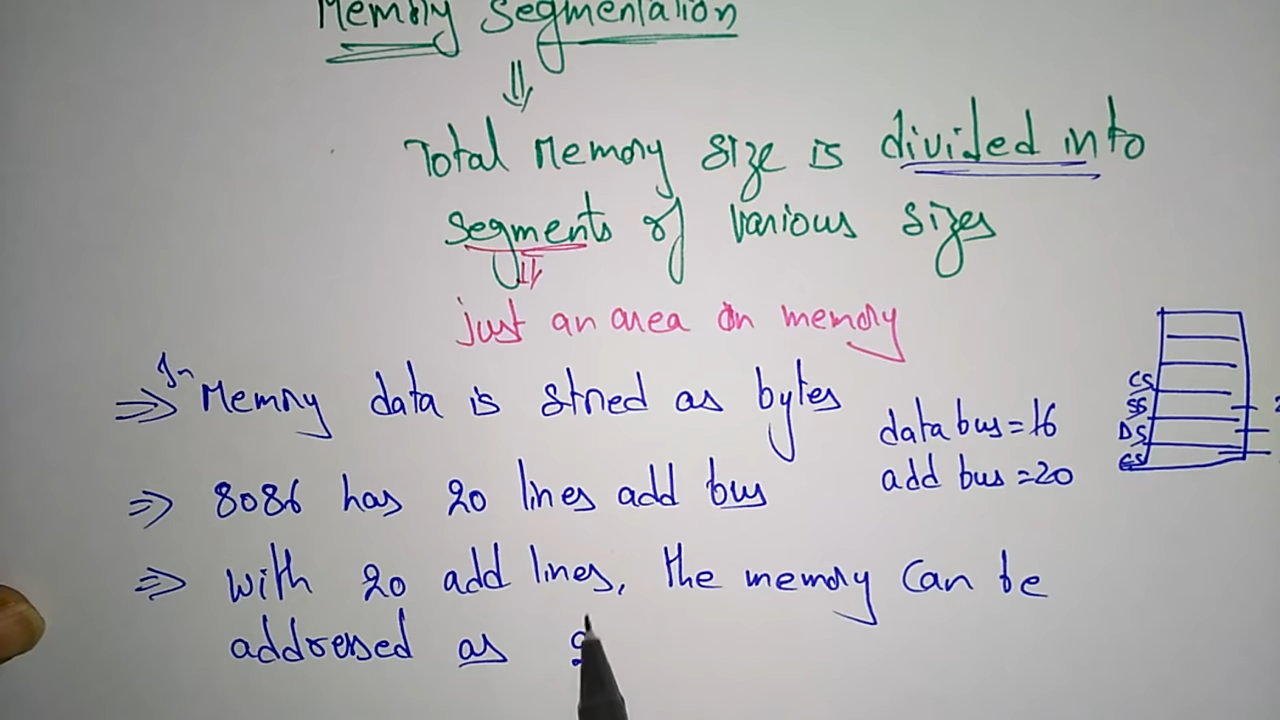 Memory Segmentation
Total Memory size is divided into
segments of various sizes
just an area in memory
In Memory data is stored as bytes
data bus = 16
add bus = 20
CS
SS
DS
ES
⇒ 8086 has 20 lines add bus
⇒ with 20 add lines, the memory can be
addressed as